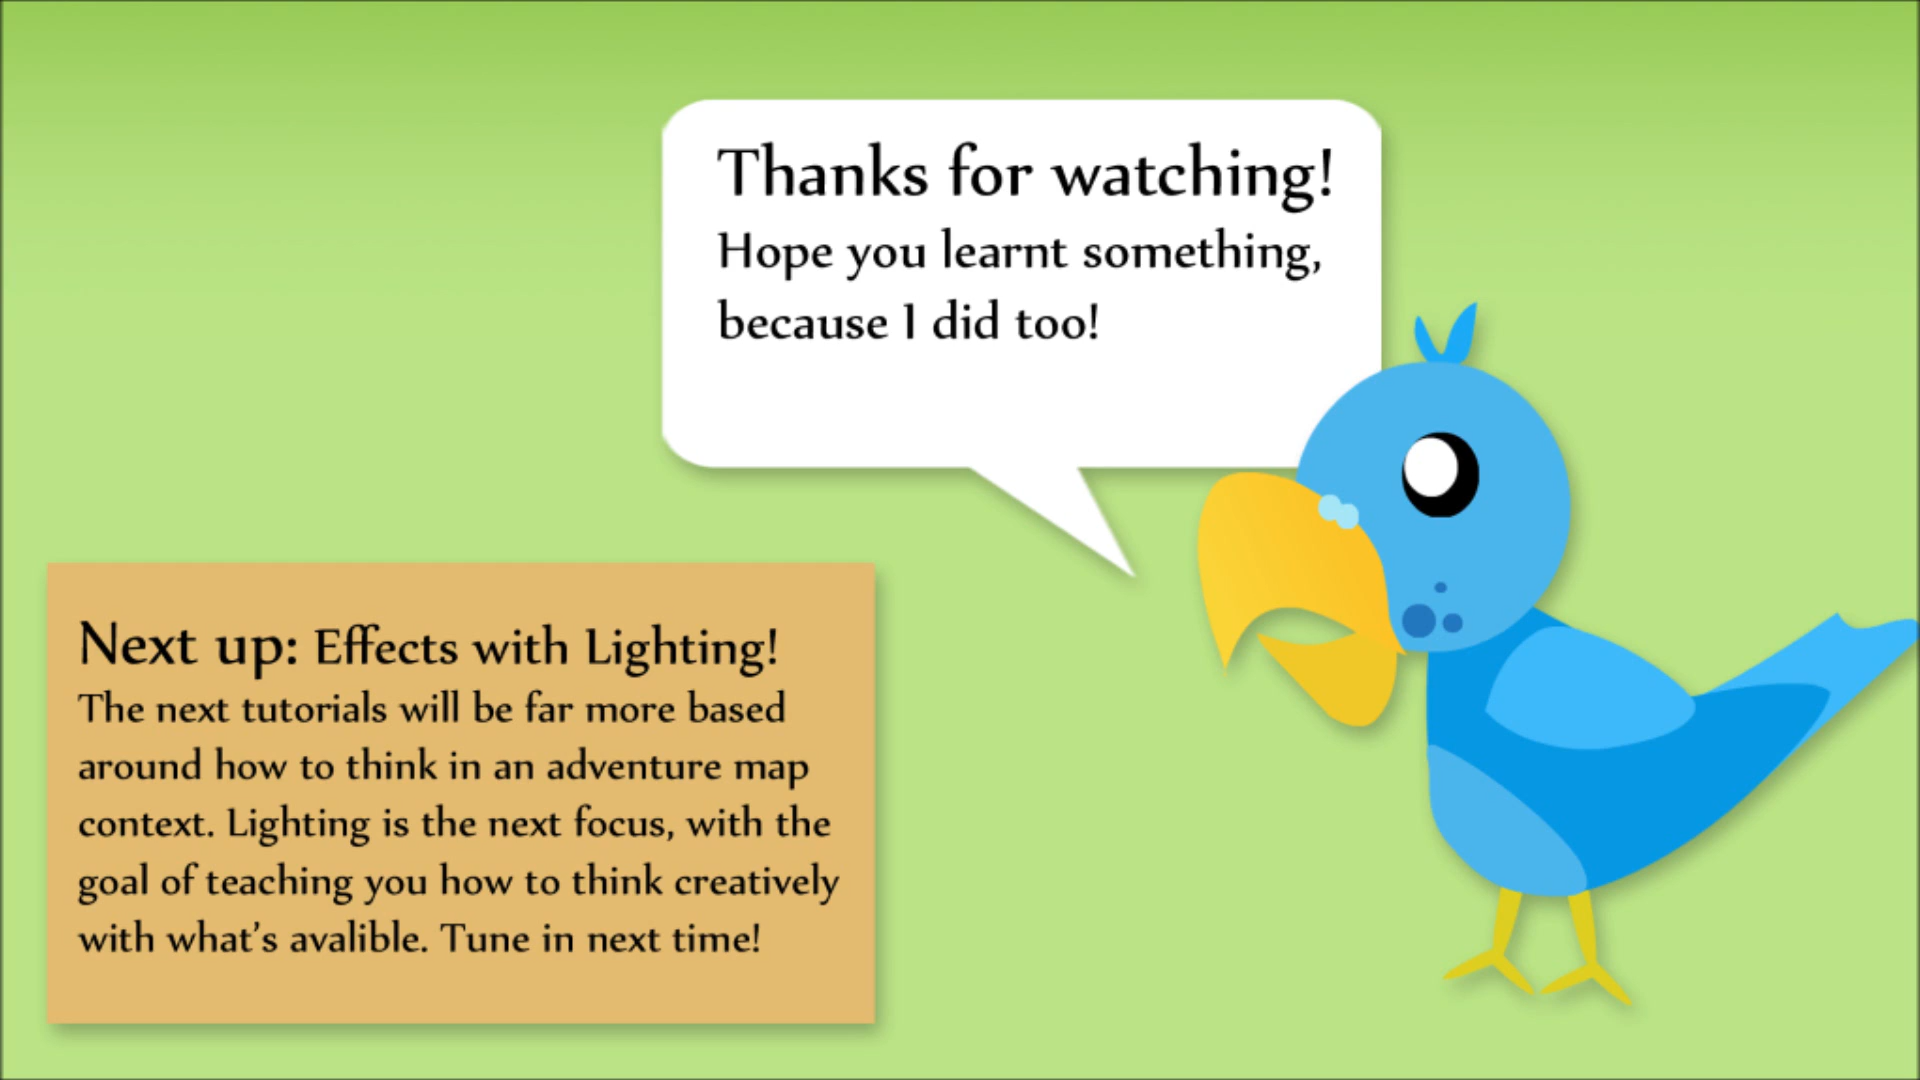 Thanks for watching!
Hope you learnt something,
because I did too!
Next up: Effects with Lighting!
The next tutorials will be far more based
around how to think in an adventure map
context. Lighting is the next focus, with the
goal of teaching you how to think creatively
with what's avalible. Tune in next time!